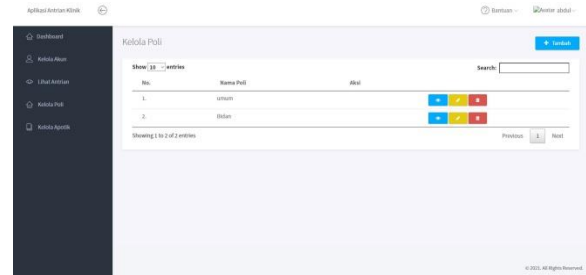 Aplikasi Antrian Klinik
Bantuan
Avatar abdul
Dashboard
Kelola Akun
Lihat Antrian
Kelola Poli
Kelola Apotik
Kelola Poli
+ Tambah
Show 10 entries
Search:
No. Nama Poli Aksi
1. umum
2. Bidan
Showing 1 to 2 of 2 entries
Previous 1 Next
© 2021. All Rights Reserved.